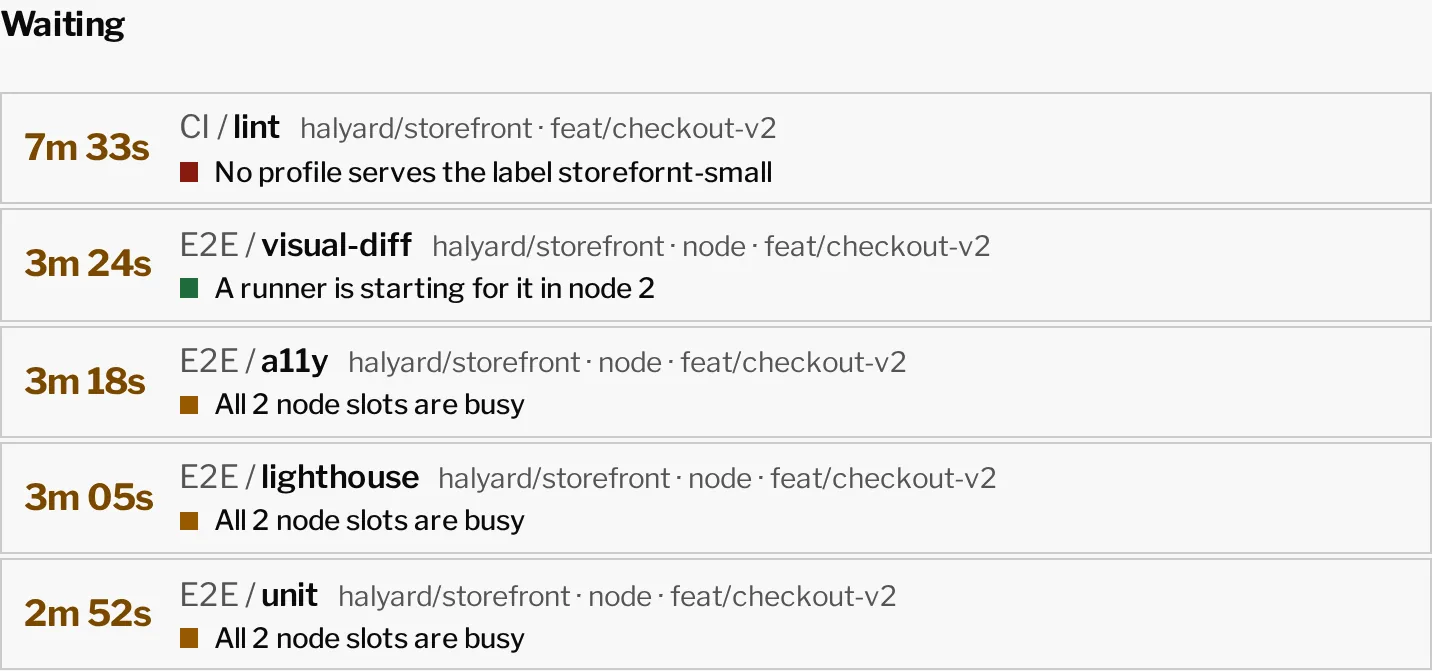 Waiting
7m 33s
CI / lint halyard/storefront · feat/checkout-v2
No profile serves the label storefornt-small
3m 24s
E2E / visual-diff halyard/storefront · node · feat/checkout-v2
A runner is starting for it in node 2
3m 18s
E2E / a11y halyard/storefront · node · feat/checkout-v2
All 2 node slots are busy
3m 05s
E2E / lighthouse halyard/storefront · node · feat/checkout-v2
All 2 node slots are busy
2m 52s
E2E / unit halyard/storefront · node · feat/checkout-v2
All 2 node slots are busy